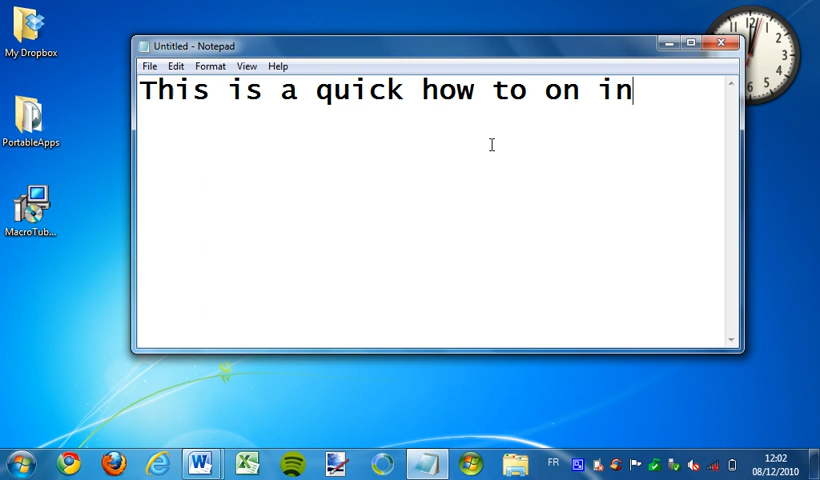 Untitled - Notepad
File Edit Format View Help
This is a quick how to on in
My Dropbox
PortableApps
MacroTub...
FR
12:02
08/12/2010